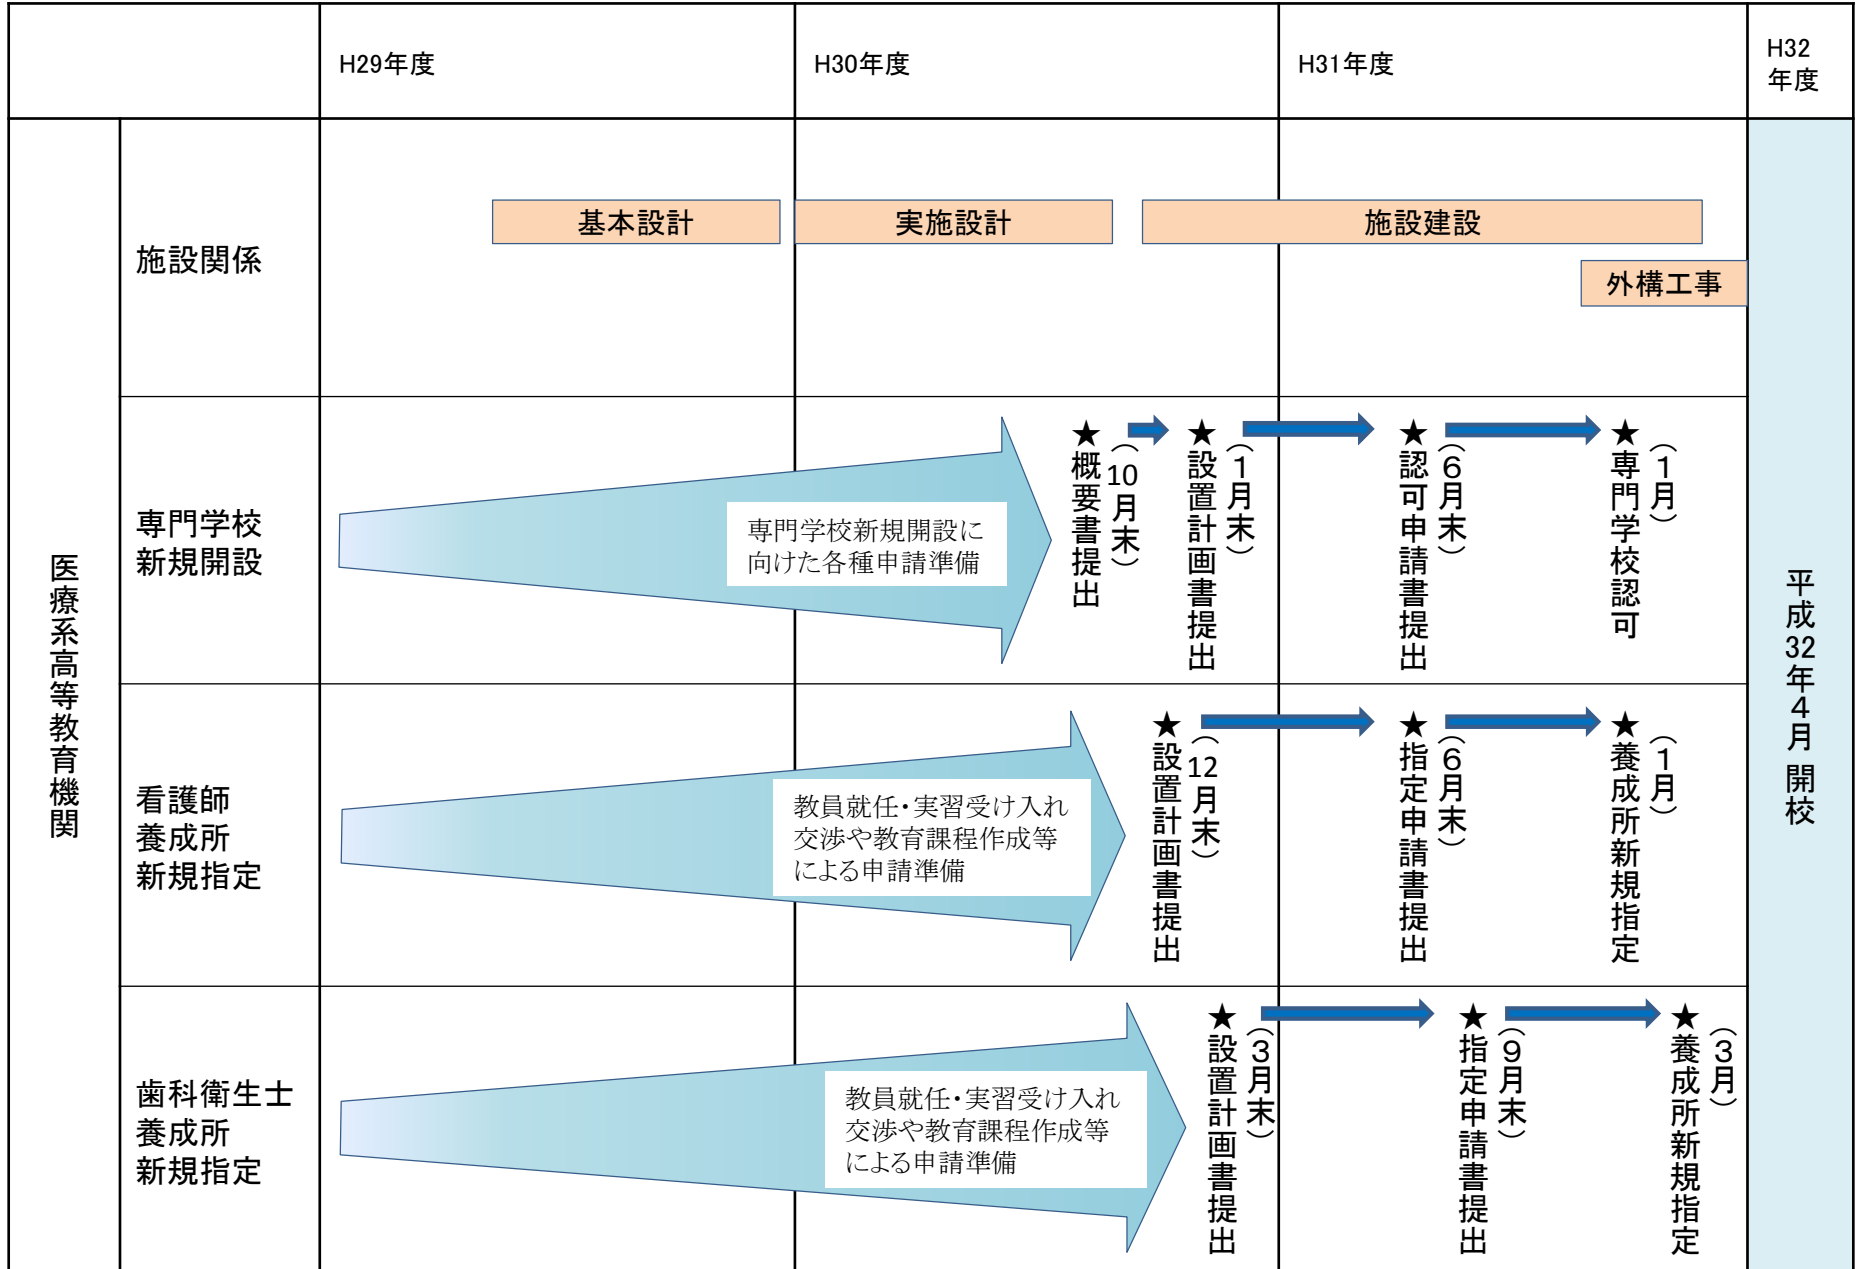 H29年度
H30年度
H31年度
H32
年度
医療系高等教育機関
施設関係
基本設計
実施設計
施設建設
外構工事
専門学校
新規開設
専門学校新規開設に
向けた各種申請準備
★概要書提出
（10月末）
★設置計画書提出
（１月末）
★認可申請書提出
（６月末）
★専門学校認可
（１月）
看護師
養成所
新規指定
教員就任・実習受け入れ
交渉や教育課程作成等
による申請準備
★設置計画書提出
（12月末）
★指定申請書提出
（６月末）
★養成所新規指定
（１月）
歯科衛生士
養成所
新規指定
教員就任・実習受け入れ
交渉や教育課程作成等
による申請準備
★設置計画書提出
（３月末）
★指定申請書提出
（９月末）
★養成所新規指定
（３月）
平成32年４月 開校